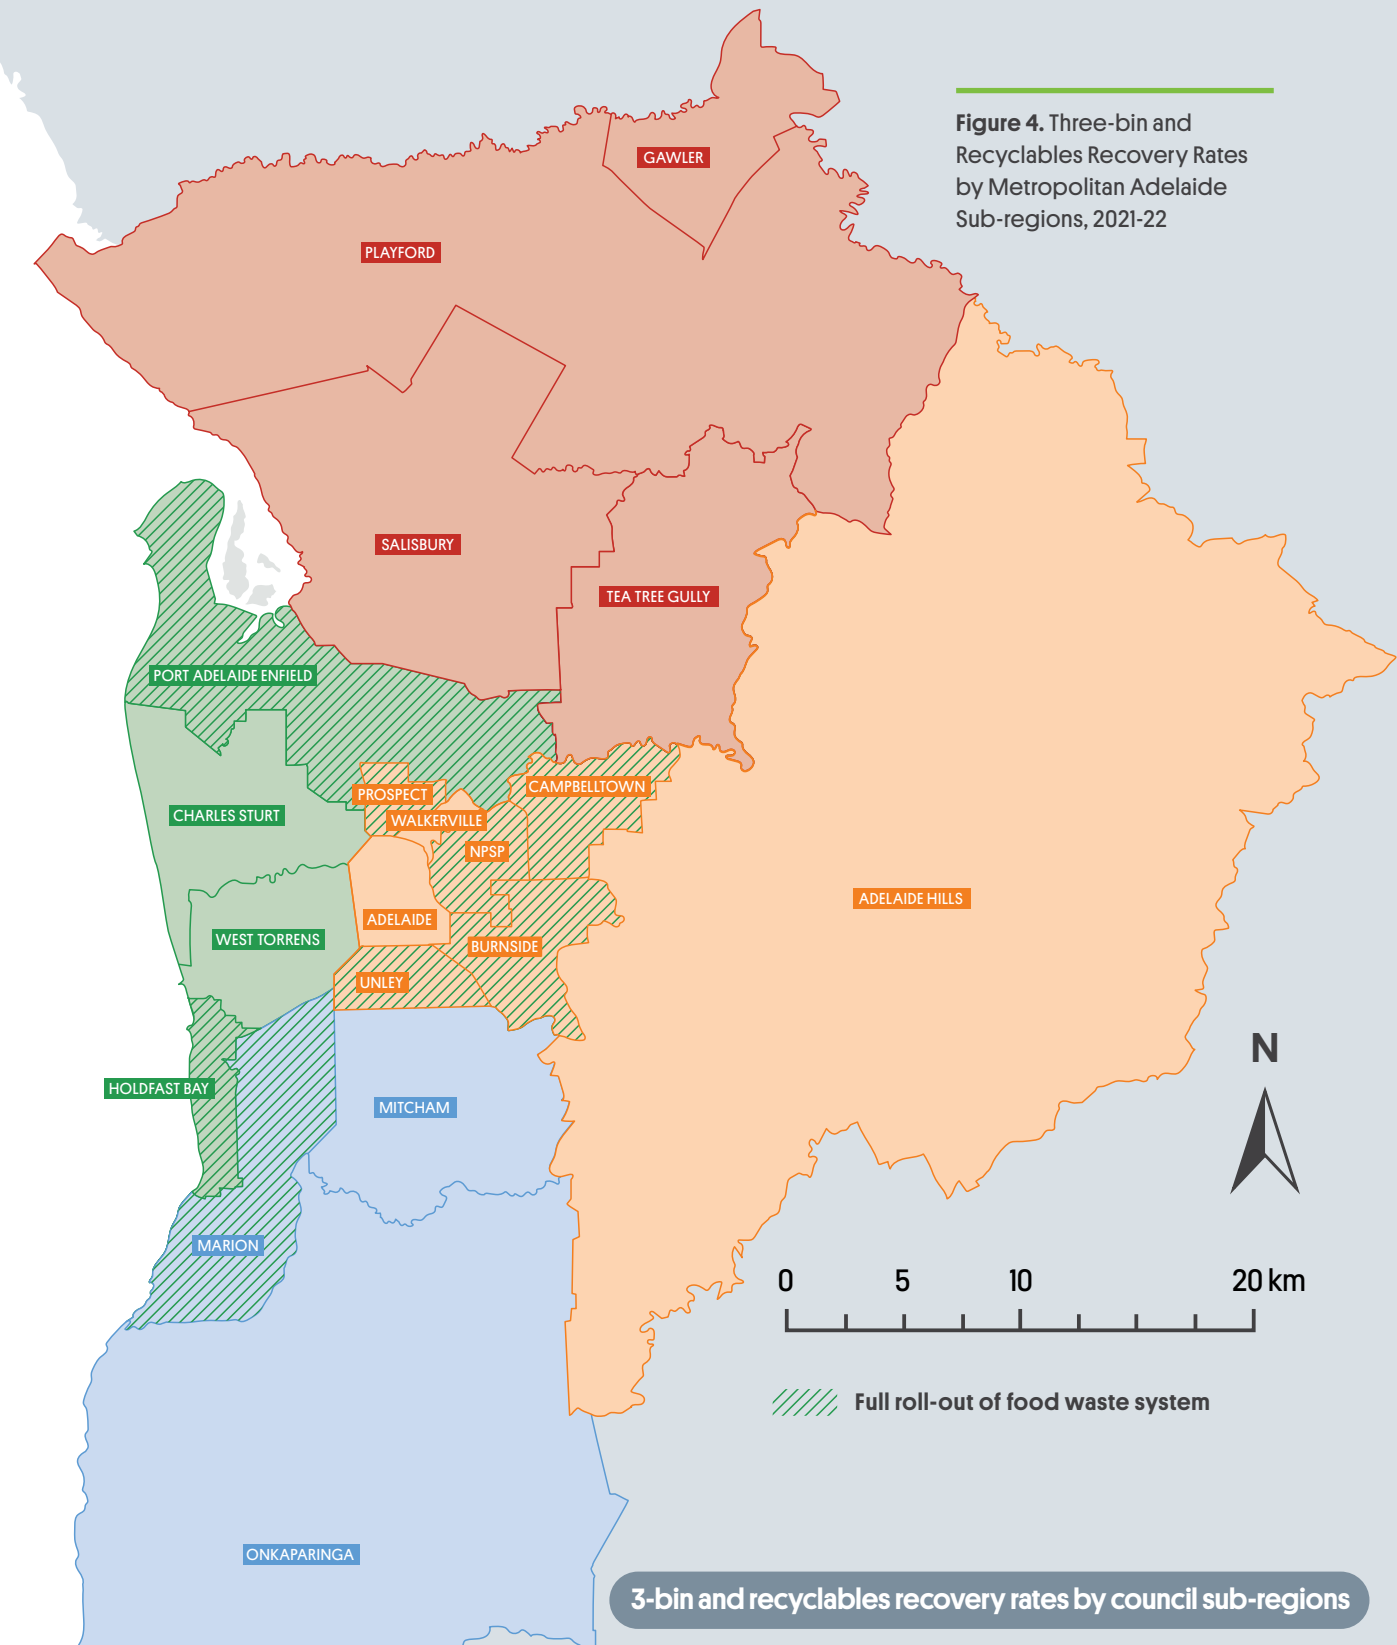 Figure 4. Three-bin and
Recyclables Recovery Rates
by Metropolitan Adelaide
Sub-regions, 2021-22
GAWLER
PLAYFORD
SALISBURY
TEA TREE GULLY
PORT ADELAIDE ENFIELD
CAMPBELLTOWN
PROSPECT
CHARLES STURT
WALKERVILLE
NPSP
ADELAIDE HILLS
ADELAIDE
WEST TORRENS
BURNSIDE
UNLEY
N
HOLDFAST BAY
MITCHAM
MARION
0 5 10 20 km
Full roll-out of food waste system
ONKAPARINGA
3-bin and recyclables recovery rates by council sub-regions